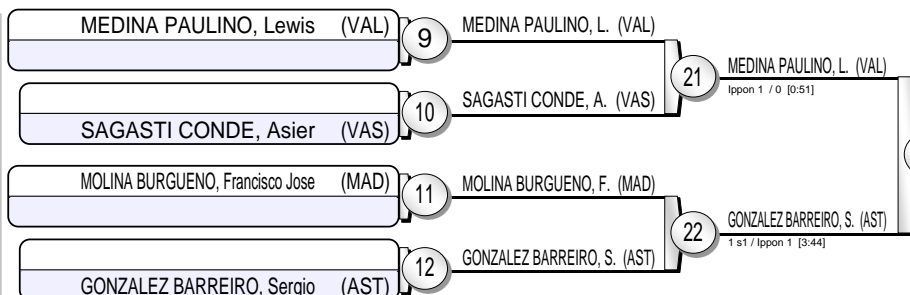 MEDINA PAULINO, Lewis (VAL)
9
MEDINA PAULINO, L. (VAL)
21
MEDINA PAULINO, L. (VAL)
Ippon 1 / 0 [0:51]
10
SAGASTI CONDE, A. (VAS)
SAGASTI CONDE, Asier (VAS)
MOLINA BURGUENO, Francisco Jose (MAD)
11
MOLINA BURGUENO, F. (MAD)
22
GONZALEZ BARREIRO, S. (AST)
1 s1 / Ippon 1 [3:44]
12
GONZALEZ BARREIRO, S. (AST)
GONZALEZ BARREIRO, Sergio (AST)